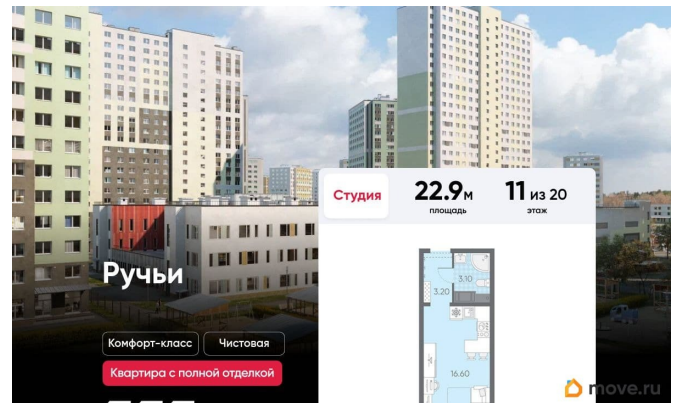 Студия
22.9м
площадь
11 из 20
этаж
Ручьи
3.20
3.10
16.60
Комфорт-класс
Чистовая
Квартира с полной отделкой
move.ru